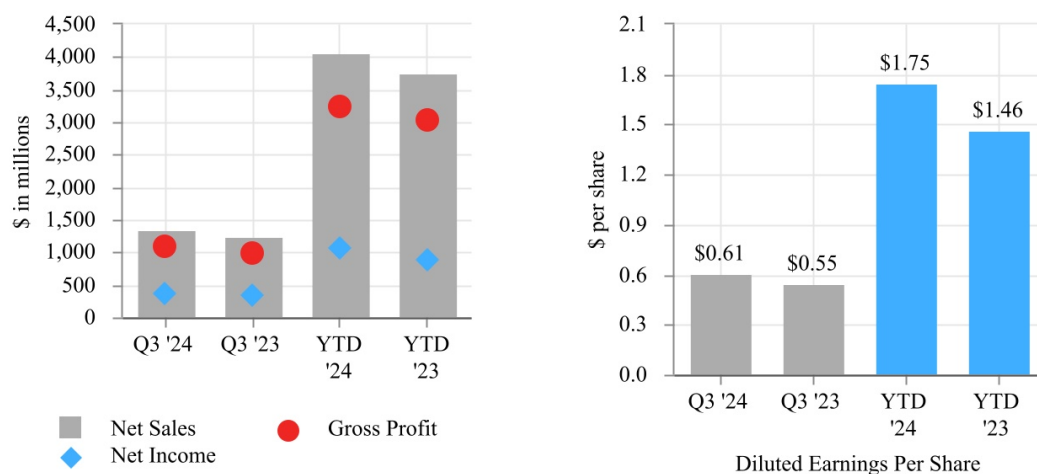 4,500
4,000
3,500
3,000
2,500
2,000
1,500
1,000
500
0
$ in millions
Q3 '24
Q3 '23
YTD
'24
YTD
'23
Net Sales
Gross Profit
Net Income
2.1
1.8
1.5
1.2
0.9
0.6
0.3
0.0
$ per share
$0.61
$0.55
$1.75
$1.46
Q3 '24
Q3 '23
YTD
'24
YTD
'23
Diluted Earnings Per Share